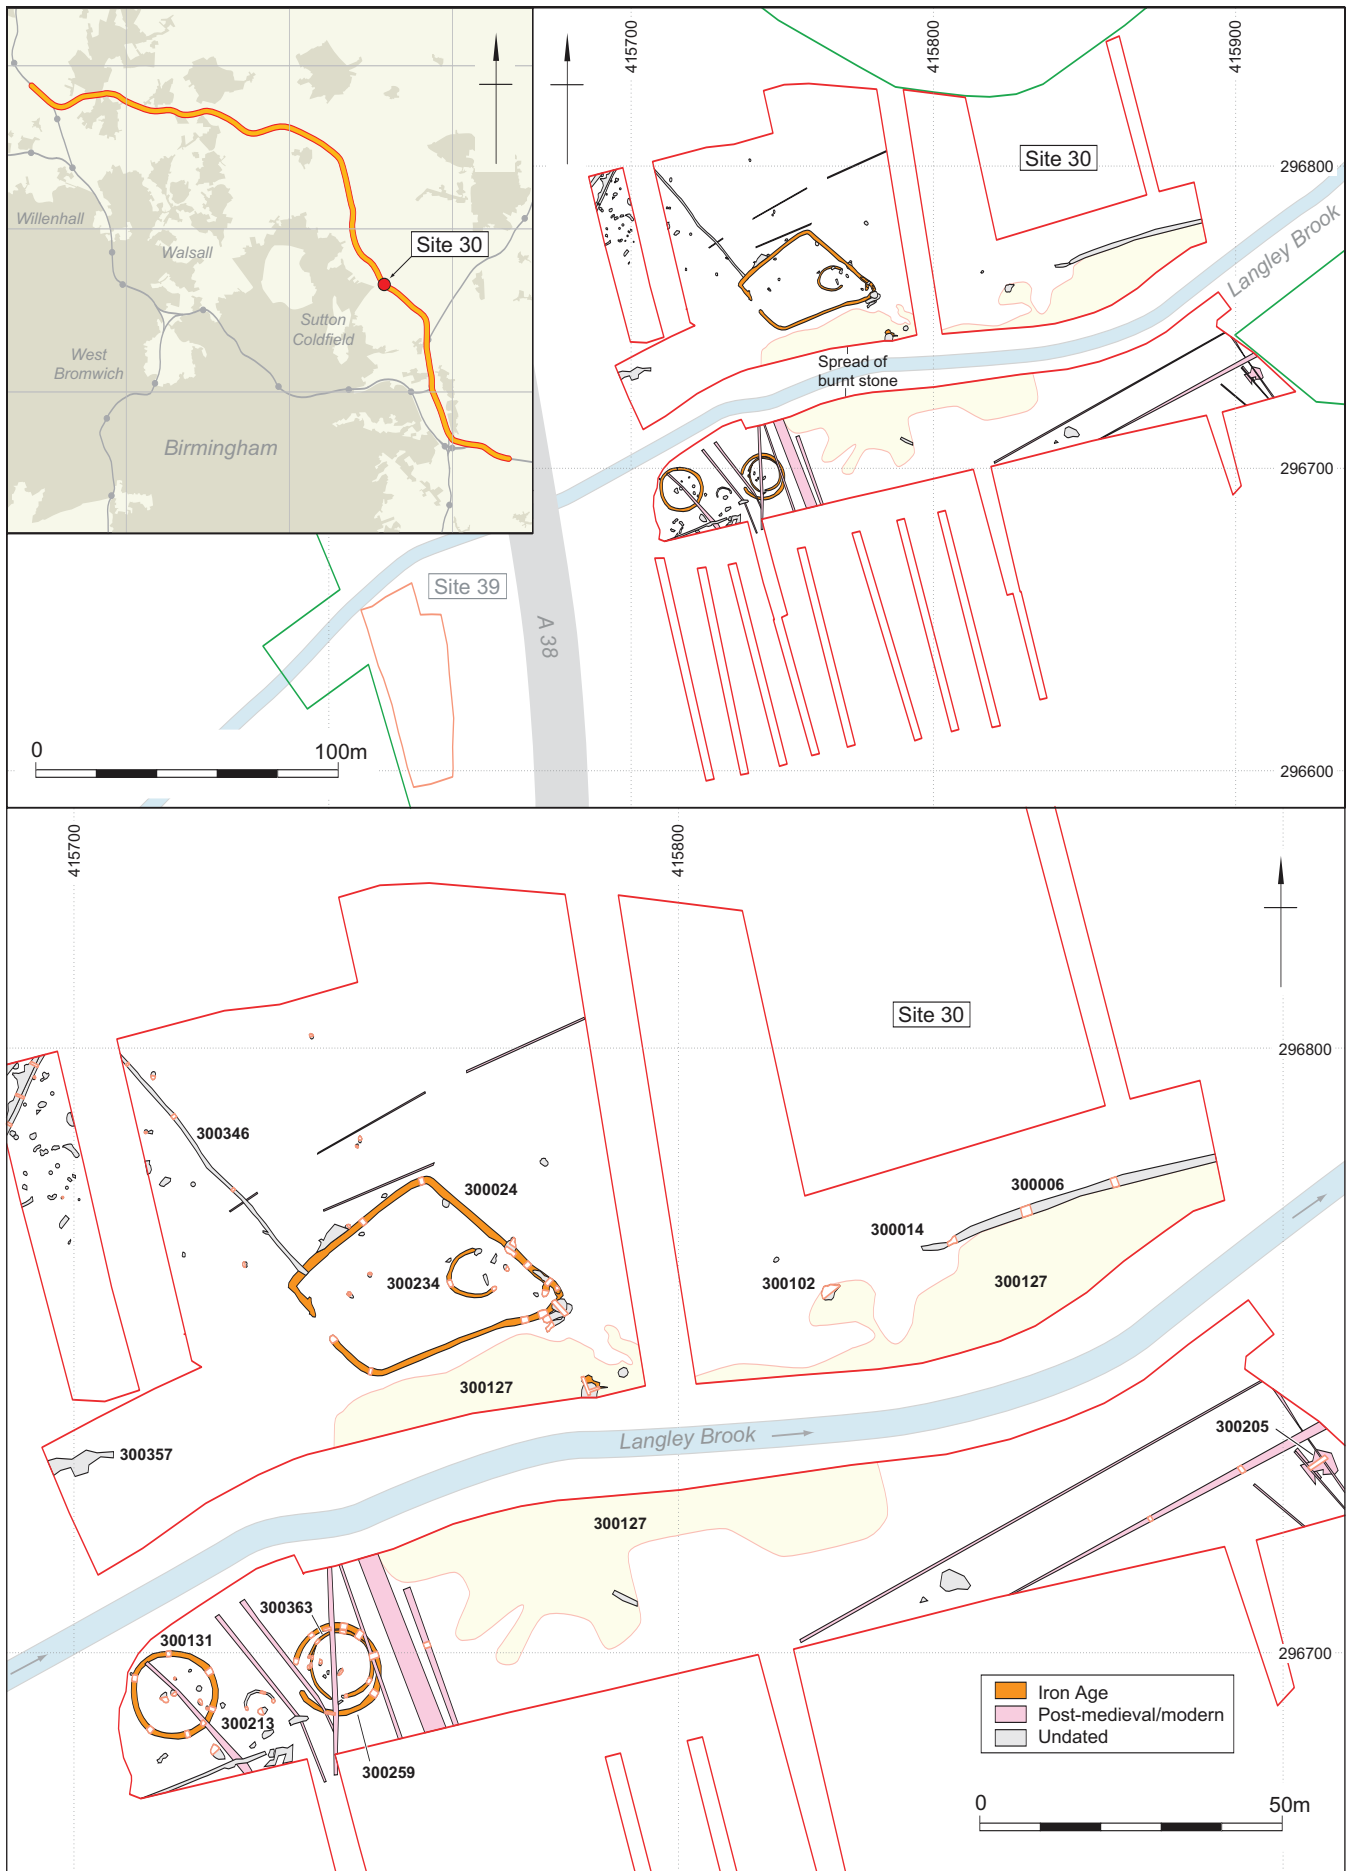 Willenhall
Walsall
Site 30
Sutton
Coldfield
West
Bromwich
Birmingham
415700
415800
415900
Site 30
296800
Langley Brook
Spread of
burnt stone
296700
Site 39
A 38
0
100m
296600
415700
415800
Site 30
296800
300346
300024
300006
300014
300234
300102
300127
300127
300205
Langley Brook
300357
300127
300363
300131
296700
300213
300259
Iron Age
Post-medieval/modern
Undated
0
50m